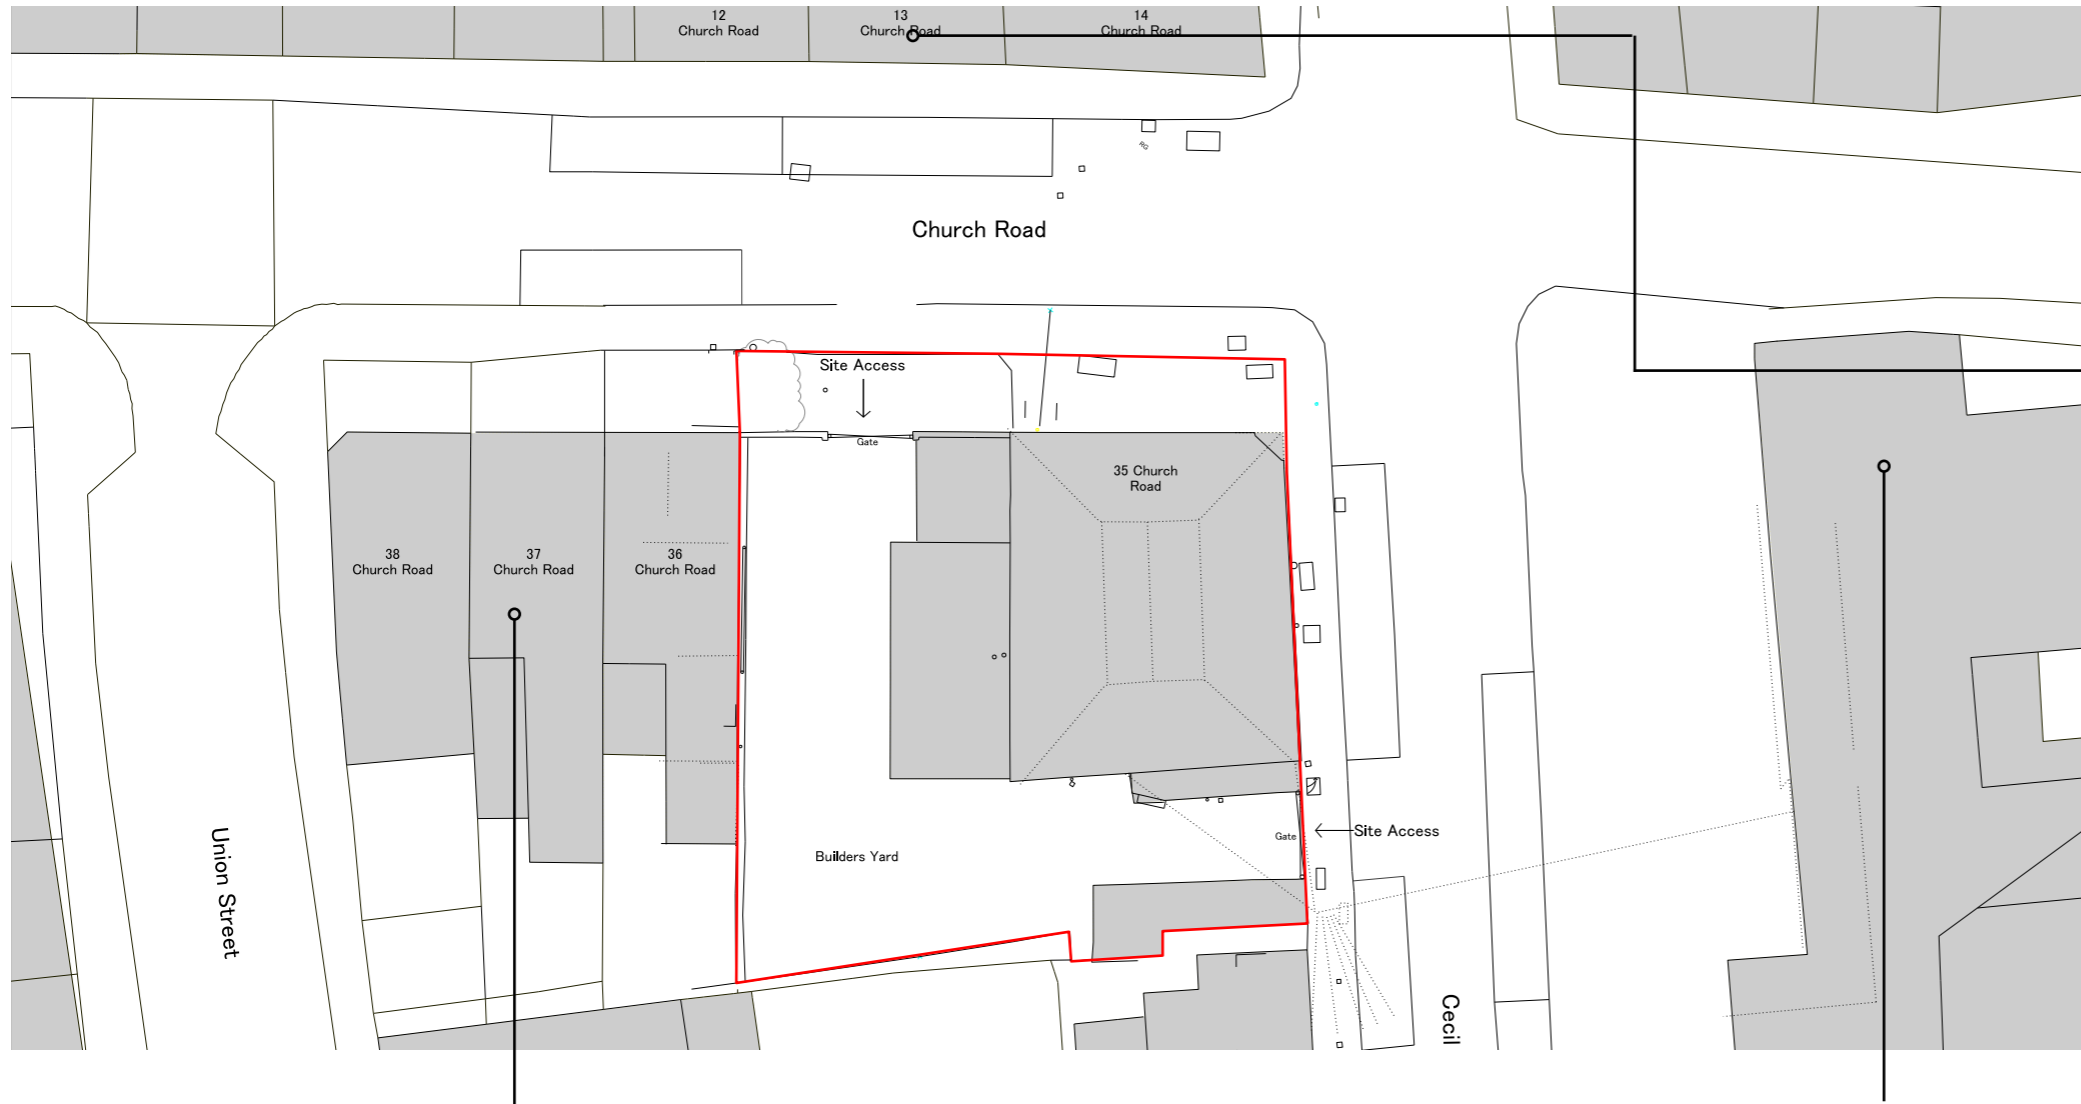 12
Church Road
13
Church Road
14
Church Road
RG
Church Road
Site Access
Gate
35 Church
Road
38
Church Road
37
Church Road
36
Church Road
Builders Yard
Gate
Site Access
Union Street
Cecil